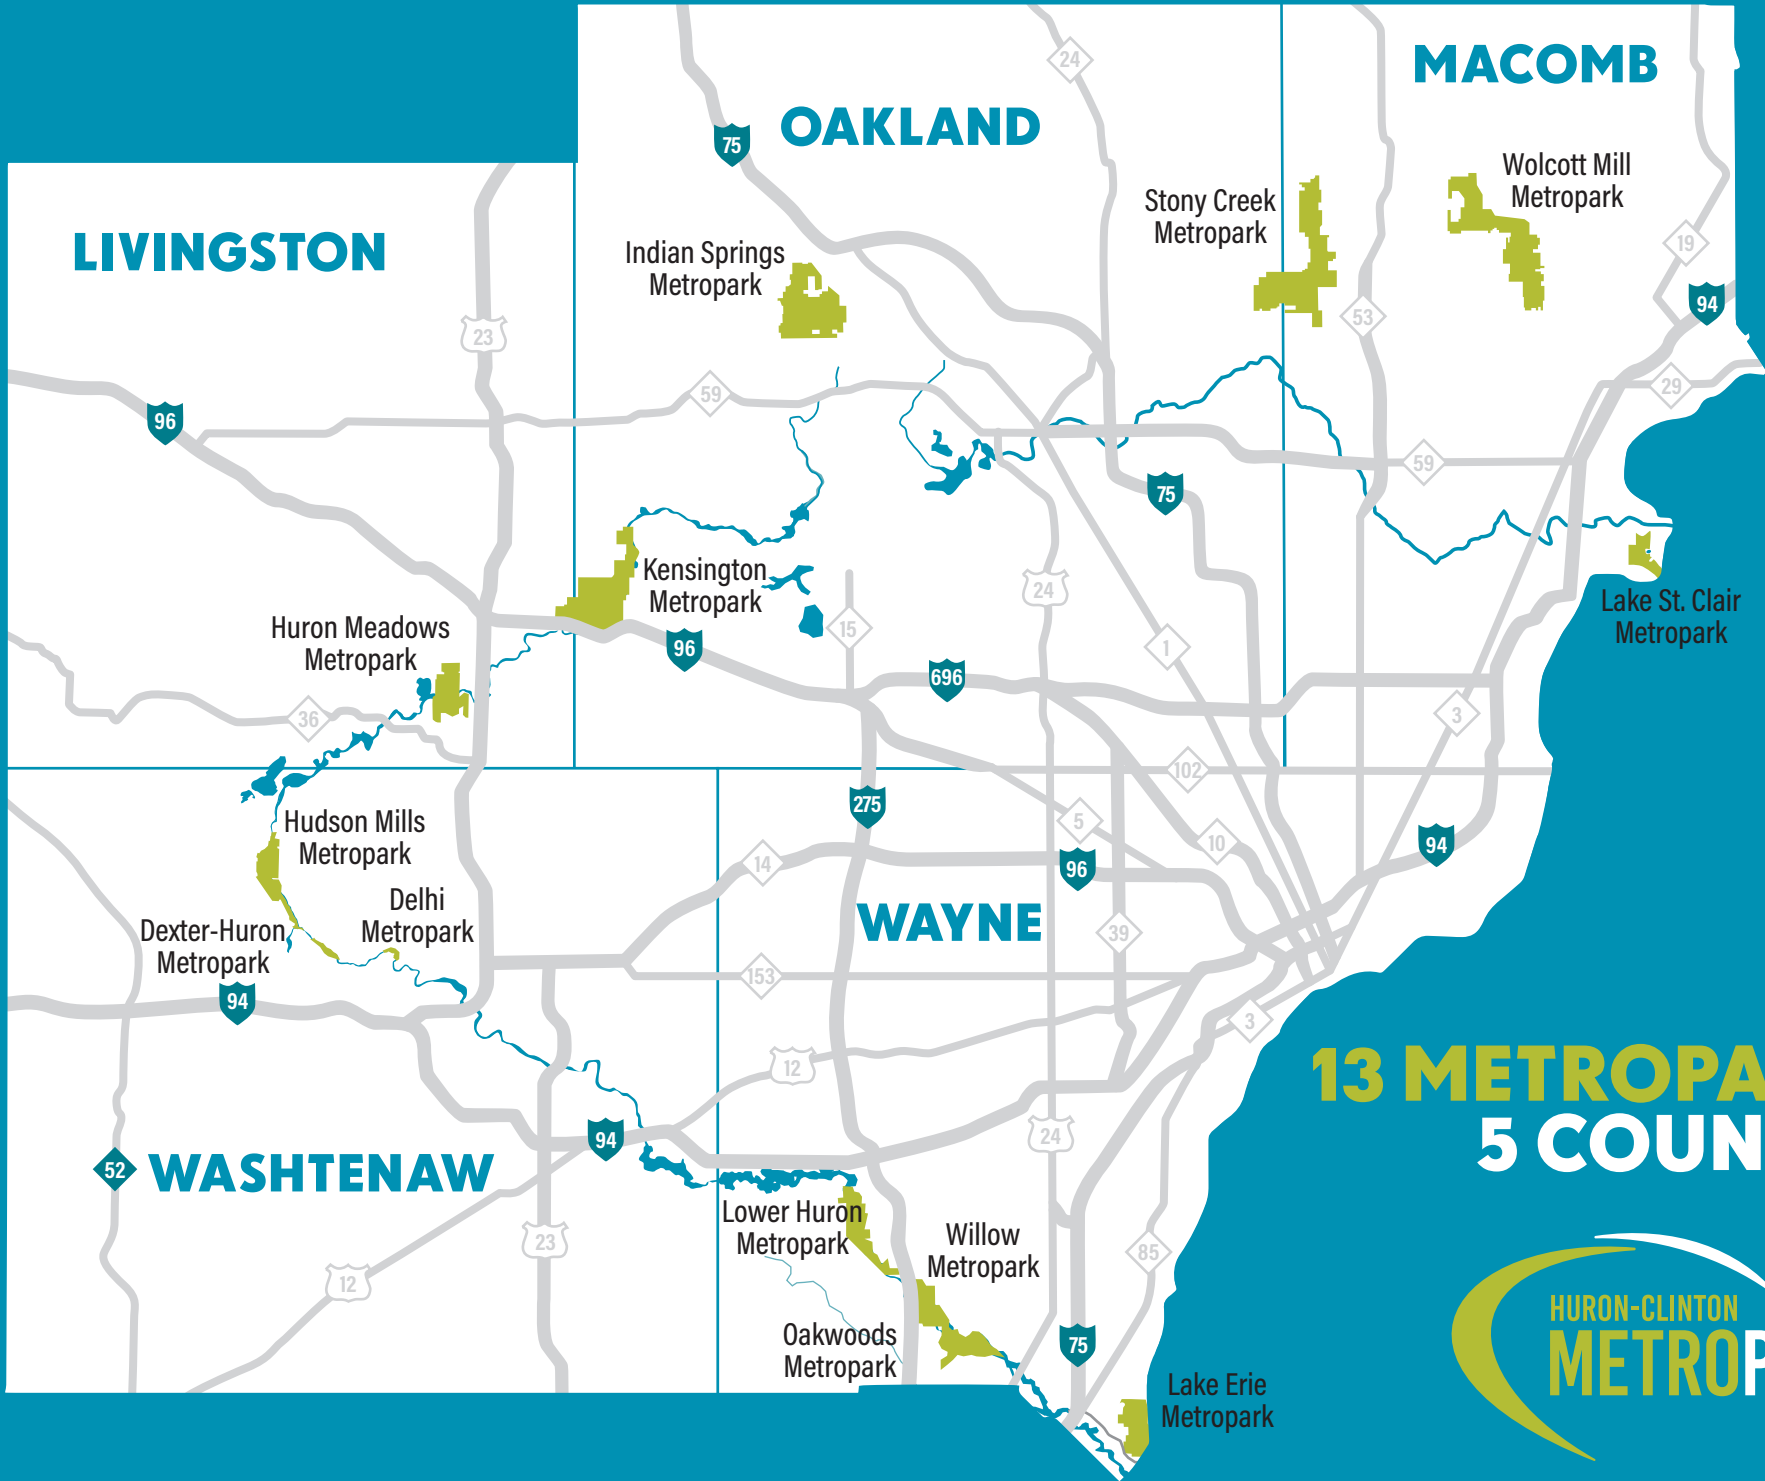 24
MACOMB
OAKLAND
75
Wolcott Mill
Metropark
Stony Creek
Metropark
LIVINGSTON
Indian Springs
Metropark
19
94
23
53
59
29
96
59
75
Kensington
Metropark
24
Lake St. Clair
Metropark
Huron Meadows
Metropark
15
96
1
696
36
3
102
275
Hudson Mills
Metropark
5
10
94
14
96
Delhi
Metropark
WAYNE
39
Dexter-Huron
Metropark
153
94
3
12
13 METROPA
5 COUN
24
94
52
WASHTENAW
Lower Huron
Metropark
Willow
Metropark
23
85
12
HURON-CLINTON
METROP
Oakwoods
Metropark
75
Lake Erie
Metropark